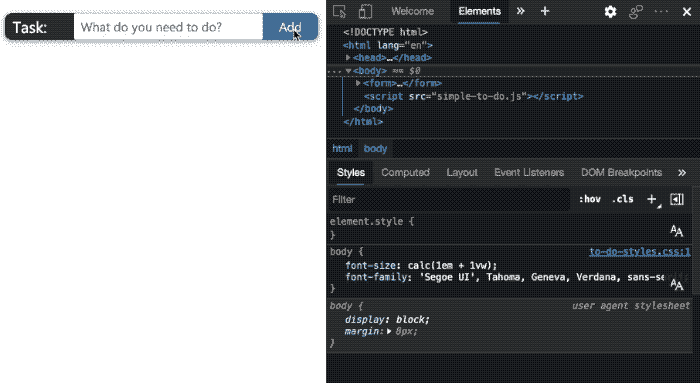 Task: What do you need to do? Add
Welcome Elements » +
<!DOCTYPE html>
<html lang="en">
▶<head>…</head>
... ▼<body> == $0
▶<form>…</form>
<script src="simple-to-do.js"></script>
</body>
</html>
html body
Styles Computed Layout Event Listeners DOM Breakpoints »
Filter :hov .cls +
element.style {
}
body { to-do-styles.css:1
font-size: calc(1em + 1vw);
font-family: 'Segoe UI', Tahoma, Geneva, Verdana,
}
body { user agent stylesheet
display: block;
margin:▶ 8px;
}